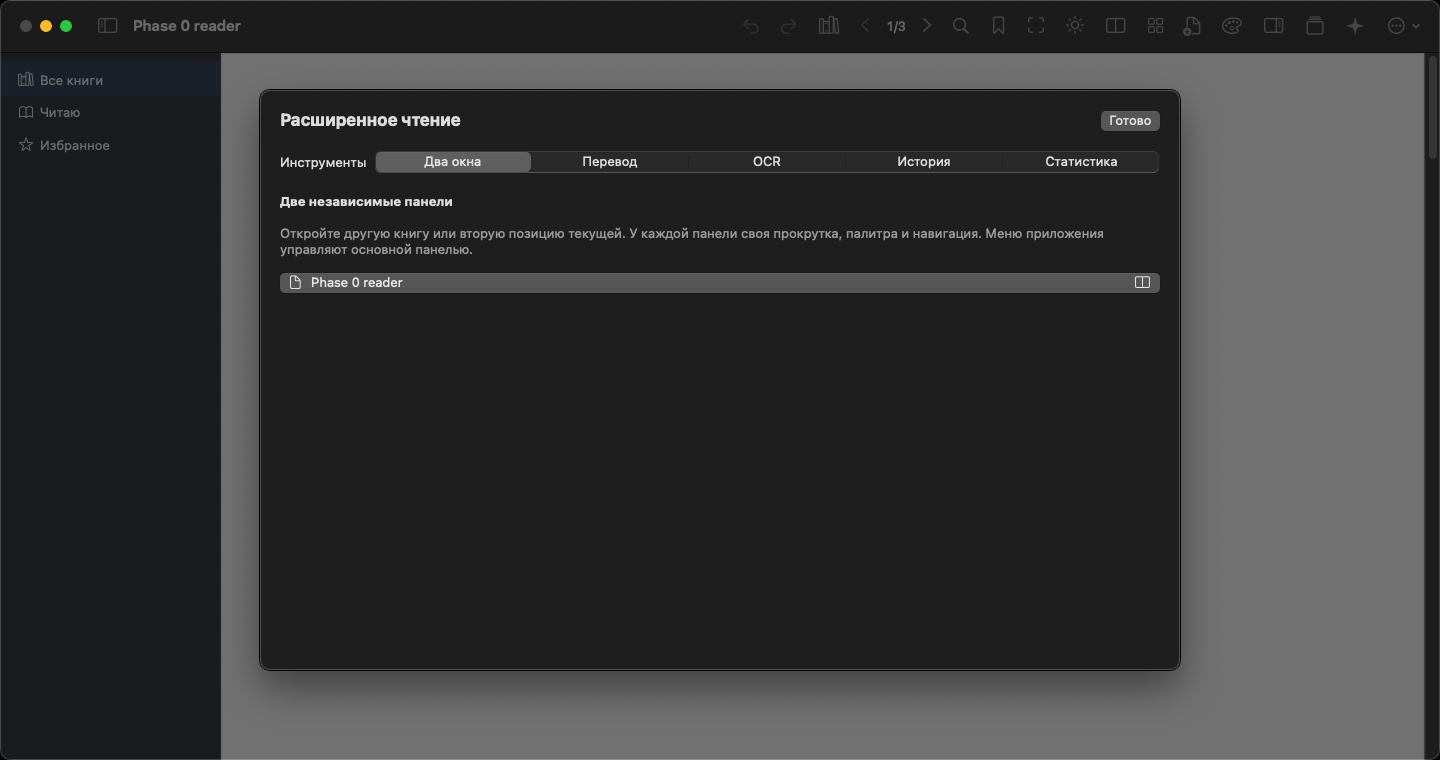 Phase 0 reader
1/3
Все книги
Читаю
Избранное
Расширенное чтение
Готово
Инструменты
Два окна
Перевод
OCR
История
Статистика
Две независимые панели
Откройте другую книгу или вторую позицию текущей. У каждой панели своя прокрутка, палитра и навигация. Меню приложения
управляют основной панелью.
Phase 0 reader